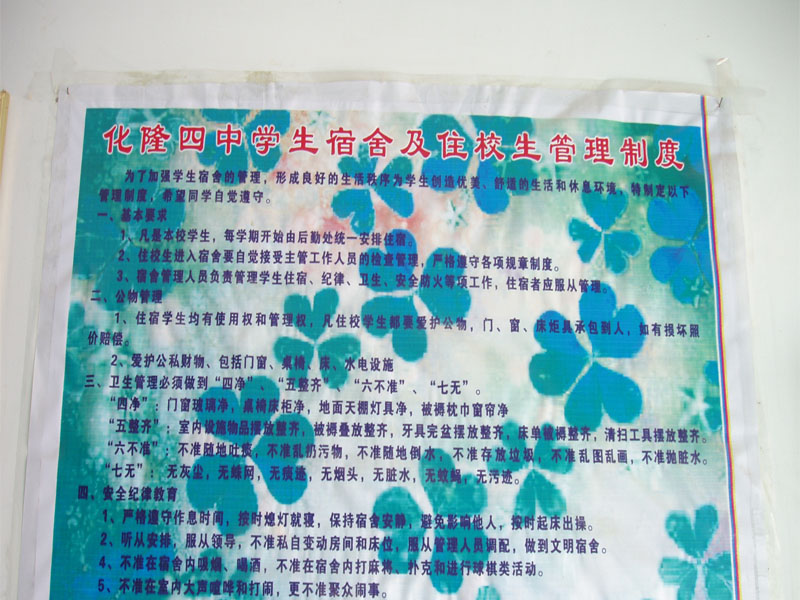 化隆四中学生宿舍及住校生管理制度
为了加强学生宿舍的管理，形成良好的生活秩序为学生创造优美、舒适的生活和休息环境，特制定以下
管理制度，希望同学自觉遵守。
一、基本要求
1、凡是本校学生，每学期开始由后勤处统一安排住宿。
2、住校生进入宿舍要自觉接受主管工作人员的检查管理，严格遵守各项规章制度。
3、宿舍管理人员负责管理学生住宿、纪律、卫生、安全防火等项工作，住宿者应服从管理。
二、公物管理
1、住宿学生均有使用权和管理权，凡住校学生都要爱护公物，门、窗、床炬具承包到人，如有损坏照
价赔偿。
2、爱护公私财物、包括门窗、桌椅、床、水电设施
三、卫生管理必须做到“四净”、“五整齐”、“六不准”、“七无”。
“四净”：门窗玻璃净，桌椅床柜净，地面天棚灯具净，被褥枕巾窗帘净
“五整齐”：室内设施物品摆放整齐，被褥叠放整齐，牙具完盆摆放整齐，床单被褥整齐，清扫工具摆放整齐。
“六不准”：不准随地吐痰，不准乱扔污物，不准随地倒水，不准存放垃圾，不准乱图乱画，不准抛脏水。
“七无”：无灰尘，无蛛网，无痰迹，无烟头，无脏水，无蚊蝇，无污迹。
四、安全纪律教育
1、严格遵守作息时间，按时熄灯就寝，保持宿舍安静，避免影响他人，按时起床出操。
2、听从安排，服从领导，不准私自变动房间和床位，服从管理人员调配，做到文明宿舍。
4、不准在宿舍内吸烟、喝酒，不准在宿舍内打麻将、扑克和进行球棋类活动。
5、不准在室内大声喧哗和打闹，更不准聚众闹事。